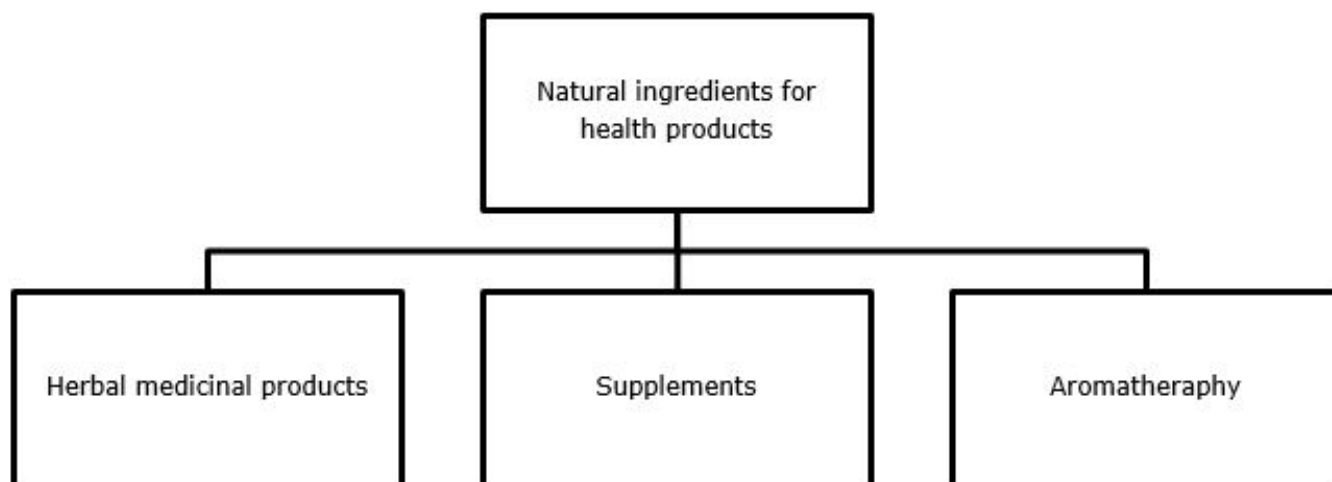 Natural ingredients for
health products
Herbal medicinal products
Supplements
Aromatheraphy